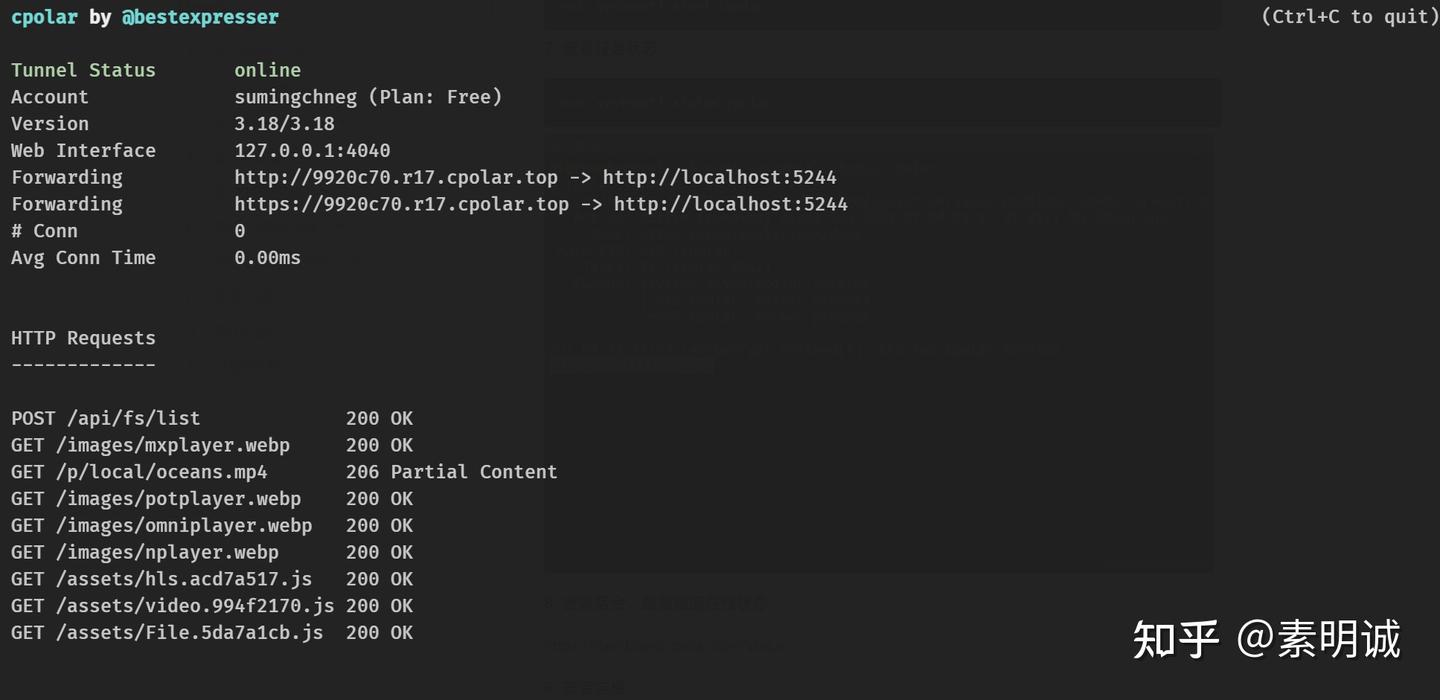 cpolar by @bestexpresser (Ctrl+C to quit)
Tunnel Status online
Account sumingchneg (Plan: Free)
Version 3.18/3.18
Web Interface 127.0.0.1:4040
Forwarding http://9920c70.r17.cpolar.top -> http://localhost:5244
Forwarding https://9920c70.r17.cpolar.top -> http://localhost:5244
# Conn 0
Avg Conn Time 0.00ms
HTTP Requests
-------------
POST /api/fs/list 200 OK
GET /images/mxplayer.webp 200 OK
GET /p/local/oceans.mp4 206 Partial Content
GET /images/potplayer.webp 200 OK
GET /images/omniplayer.webp 200 OK
GET /images/nplayer.webp 200 OK
GET /assets/hls.acd7a517.js 200 OK
GET /assets/video.994f2170.js 200 OK
GET /assets/File.5da7a1cb.js 200 OK
知乎 @素明诚